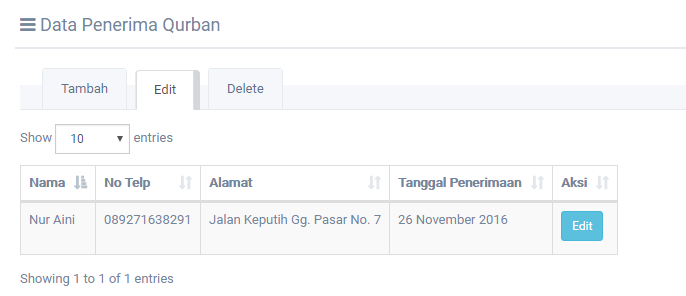 Data Penerima Qurban
Tambah Edit Delete
Show 10 entries
Nama No Telp Alamat Tanggal Penerimaan Aksi
Nur Aini 089271638291 Jalan Keputih Gg. Pasar No. 7 26 November 2016 Edit
Showing 1 to 1 of 1 entries